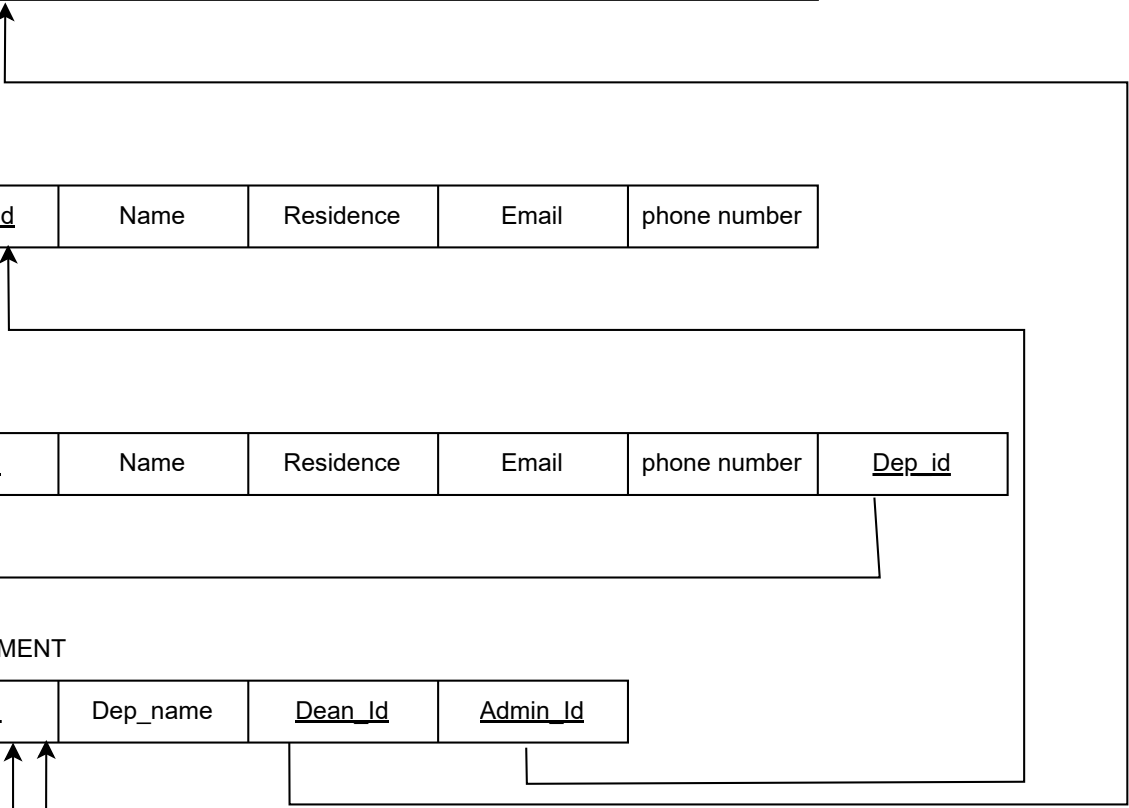 d Name Residence Email phone number
Name Residence Email phone number Dep_id
MENT
Dep_name Dean_Id Admin_Id